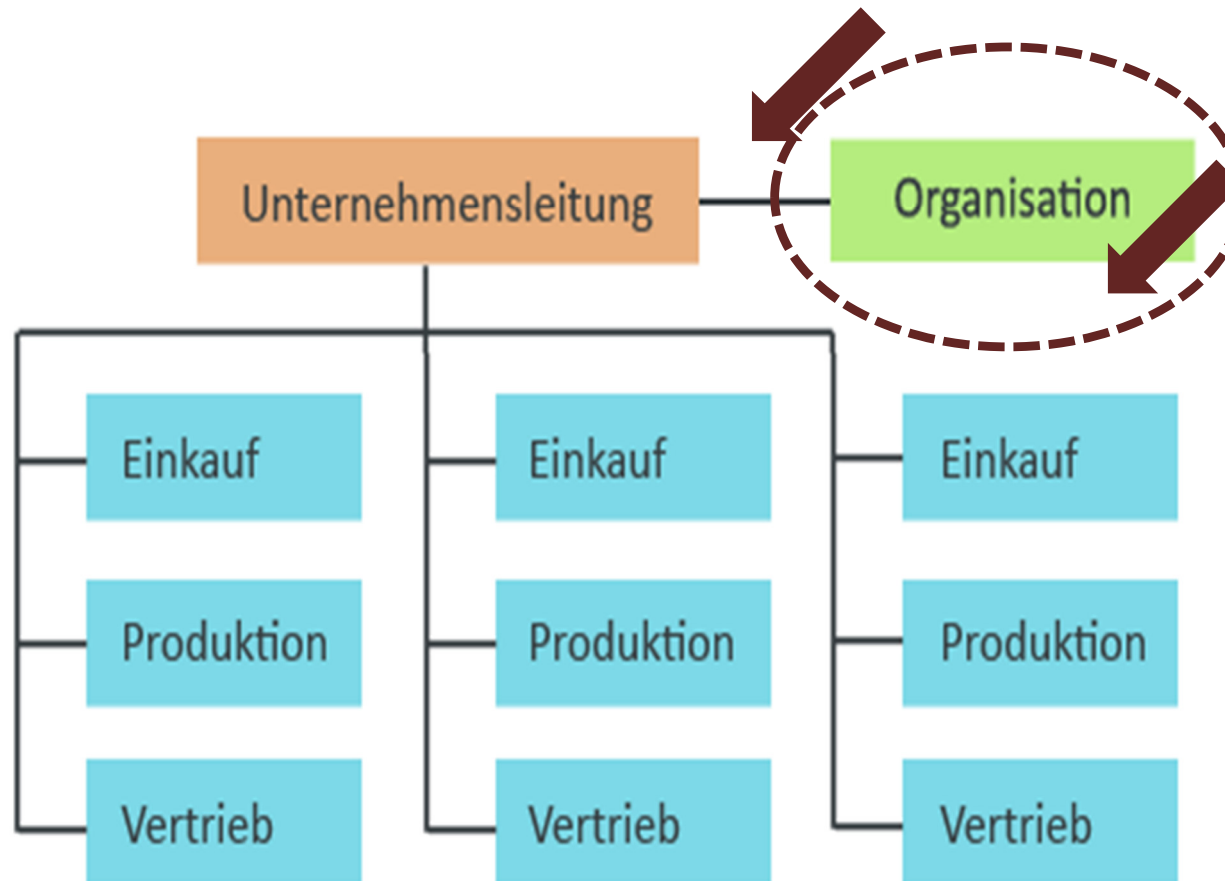 Unternehmensleitung
Organisation
Einkauf
Einkauf
Einkauf
Produktion
Produktion
Produktion
Vertrieb
Vertrieb
Vertrieb